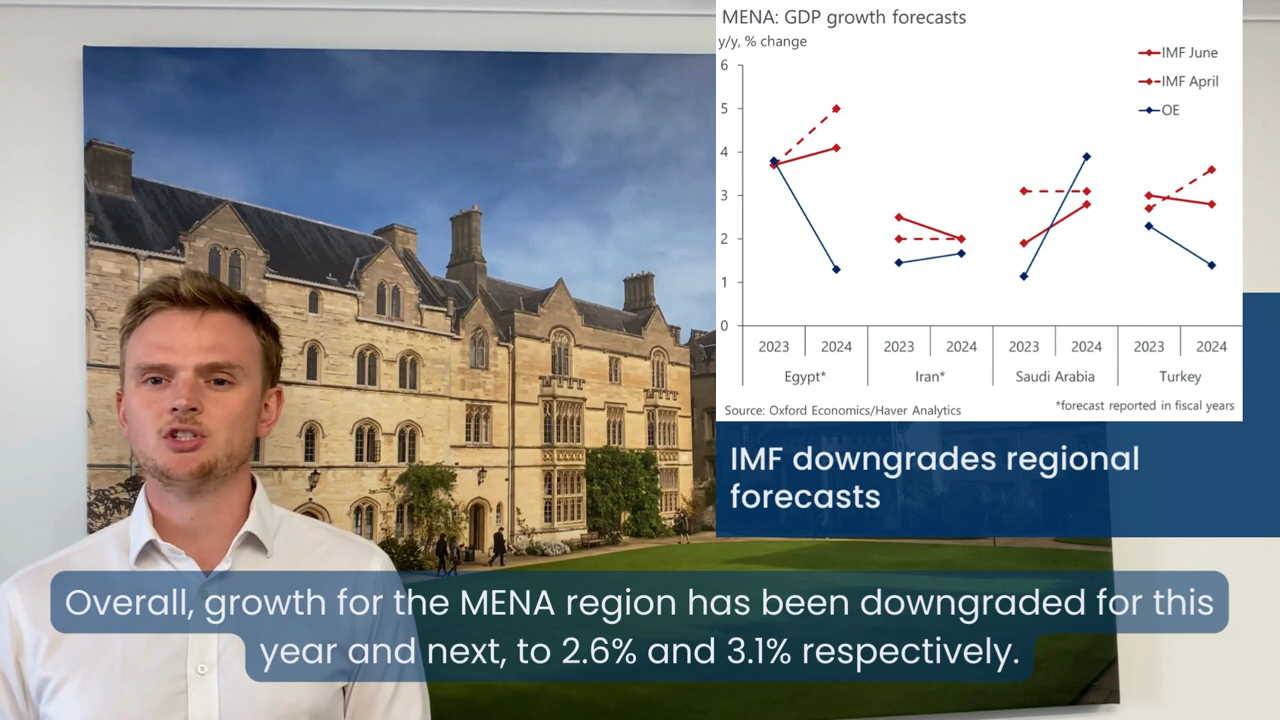 MENA: GDP growth forecasts
y/y, % change
IMF June
IMF April
OE
6
5
4
3
2
1
0
2023 2024 2023 2024 2023 2024 2023 2024
Egypt* Iran* Saudi Arabia Turkey
Source: Oxford Economics/Haver Analytics *forecast reported in fiscal years
IMF downgrades regional
forecasts
Overall, growth for the MENA region has been downgraded for this
year and next, to 2.6% and 3.1% respectively.